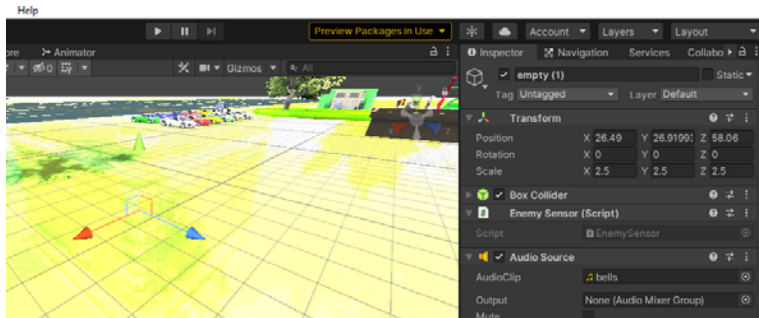 Help
Preview Packages in Use
Account
Layers
Layout
ore
Animator
Inspector
Navigation
Services
Collabo
0
Gizmos
All
empty (1)
Static
Tag Untagged
Layer Default
Transform
Position X 26.49 Y 26.9199 Z 58.06
Rotation X 0 Y 0 Z 0
Scale X 2.5 Y 2.5 Z 2.5
Box Collider
Enemy Sensor (Script)
Script EnemySensor
Audio Source
AudioClip bells
Output None (Audio Mixer Group)
Mute